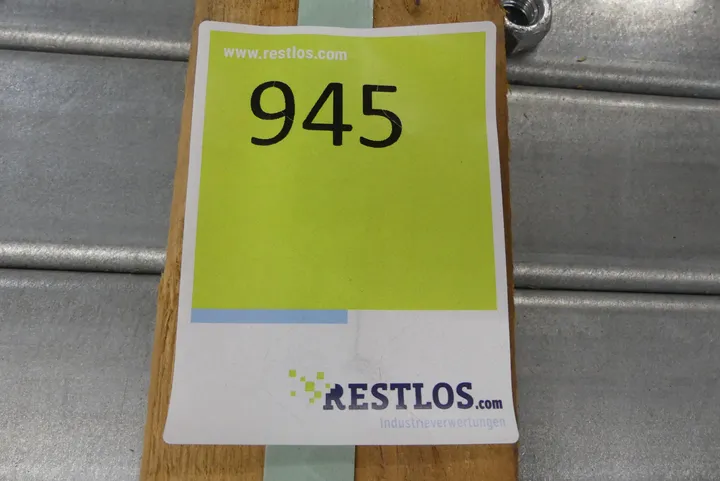 www.restlos.com
945
RESTLOS.com
Industrieverwertungen